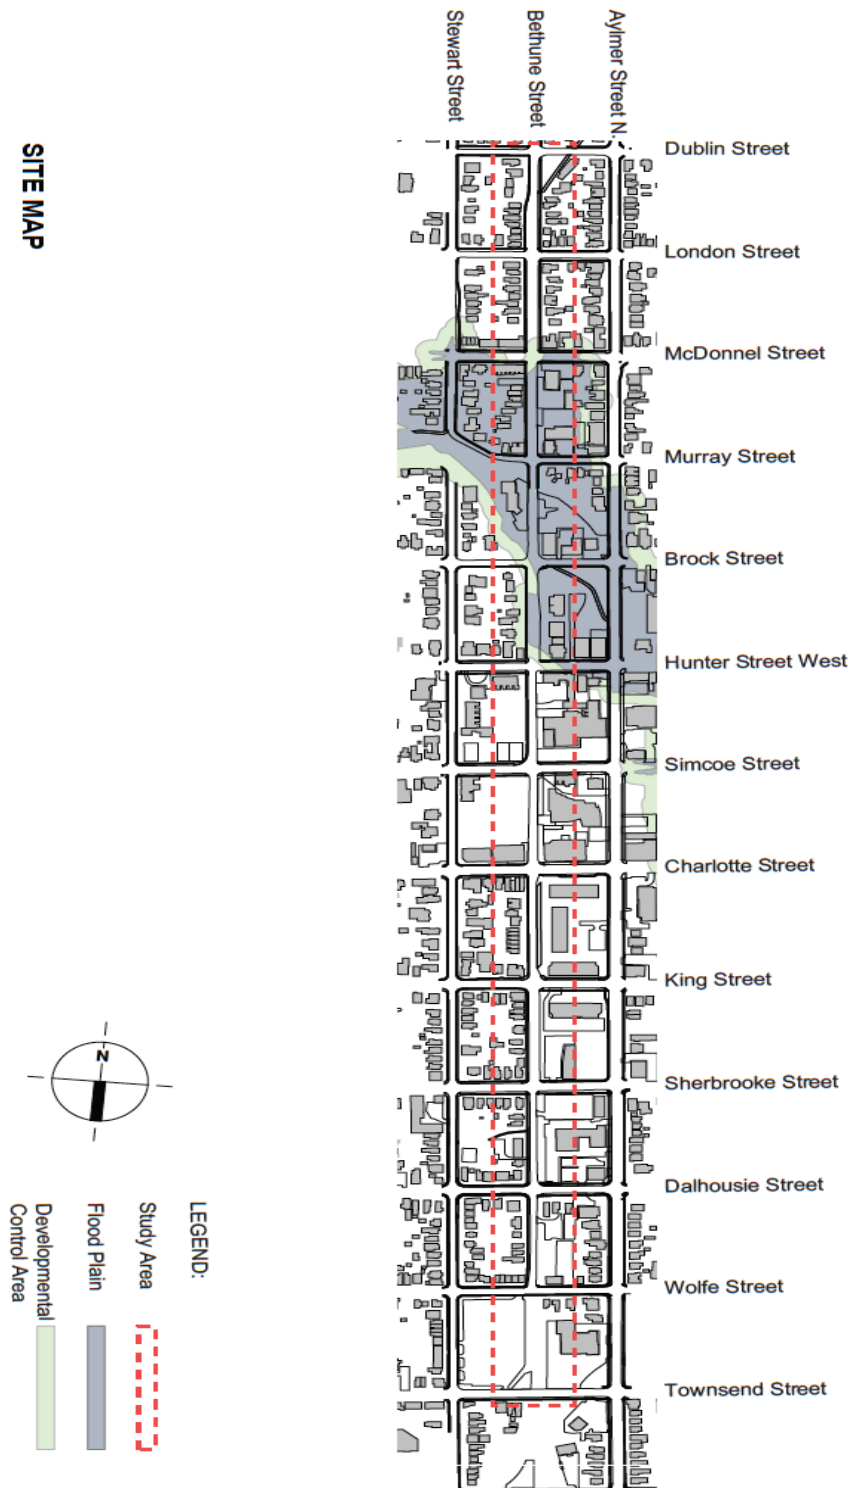 Stewart Street
Bethune Street
Aylmer Street N.
Dublin Street
London Street
McDonnel Street
Murray Street
Brock Street
Hunter Street West
Simcoe Street
Charlotte Street
King Street
Sherbrooke Street
Dalhousie Street
Wolfe Street
Townsend Street
SITE MAP
N
LEGEND:
Study Area
Flood Plain
Developmental
Control Area